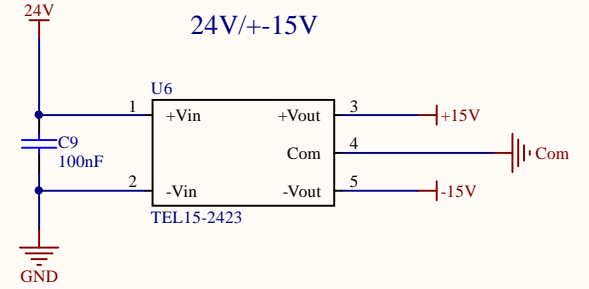 24V
24V/+-15V
U6
1
+Vin
+Vout
3
+15V
C9
100nF
Com
4
Com
2
-Vin
-Vout
5
-15V
TEL15-2423
GND